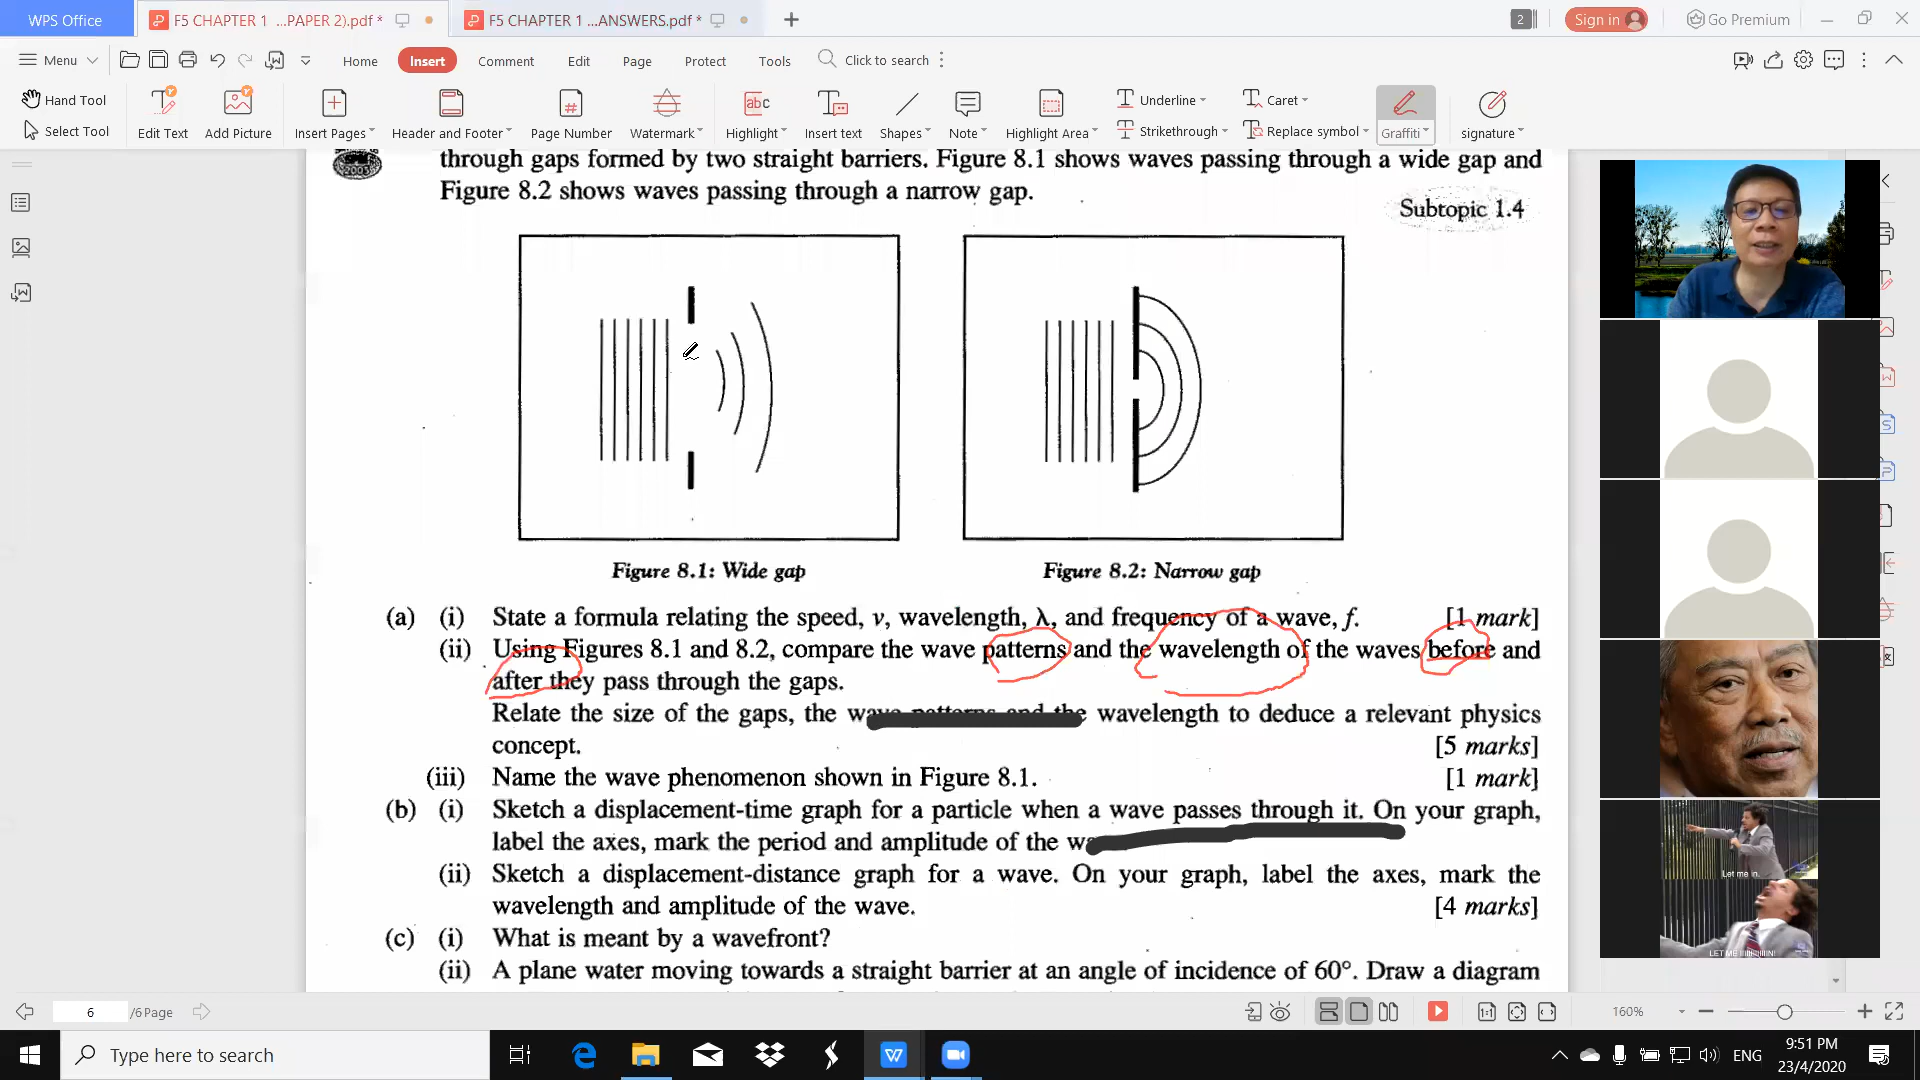 WPS Office
F5 CHAPTER 1 ...PAPER 2).pdf *
F5 CHAPTER 1 ...ANSWERS.pdf *
2
Sign in
Go Premium
Menu
Home
Insert
Comment
Edit
Page
Protect
Tools
Click to search
Hand Tool
Select Tool
Edit Text
Add Picture
Insert Pages
Header and Footer
Page Number
Watermark
Highlight
Insert text
Shapes
Note
Highlight Area
Underline
Strikethrough
Caret
Replace symbol
Graffiti
signature
2003
through gaps formed by two straight barriers. Figure 8.1 shows waves passing through a wide gap and
Figure 8.2 shows waves passing through a narrow gap.
Subtopic 1.4
Figure 8.1: Wide gap
Figure 8.2: Narrow gap
(a) (i) State a formula relating the speed, v, wavelength, λ, and frequency of a wave, f. [1 mark]
(ii) Using Figures 8.1 and 8.2, compare the wave patterns and the wavelength of the waves before and
after they pass through the gaps.
Relate the size of the gaps, the wave patterns and the wavelength to deduce a relevant physics
concept. [5 marks]
(iii) Name the wave phenomenon shown in Figure 8.1. [1 mark]
(b) (i) Sketch a displacement-time graph for a particle when a wave passes through it. On your graph,
label the axes, mark the period and amplitude of the
(ii) Sketch a displacement-distance graph for a wave. On your graph, label the axes, mark the
wavelength and amplitude of the wave. [4 marks]
(c) (i) What is meant by a wavefront?
(ii) A plane water moving towards a straight barrier at an angle of incidence of 60°. Draw a diagram
Let me in.
LET ME IIIIIIIIIIIIN!
6 /6 Page
160%
Type here to search
ENG
9:51 PM
23/4/2020